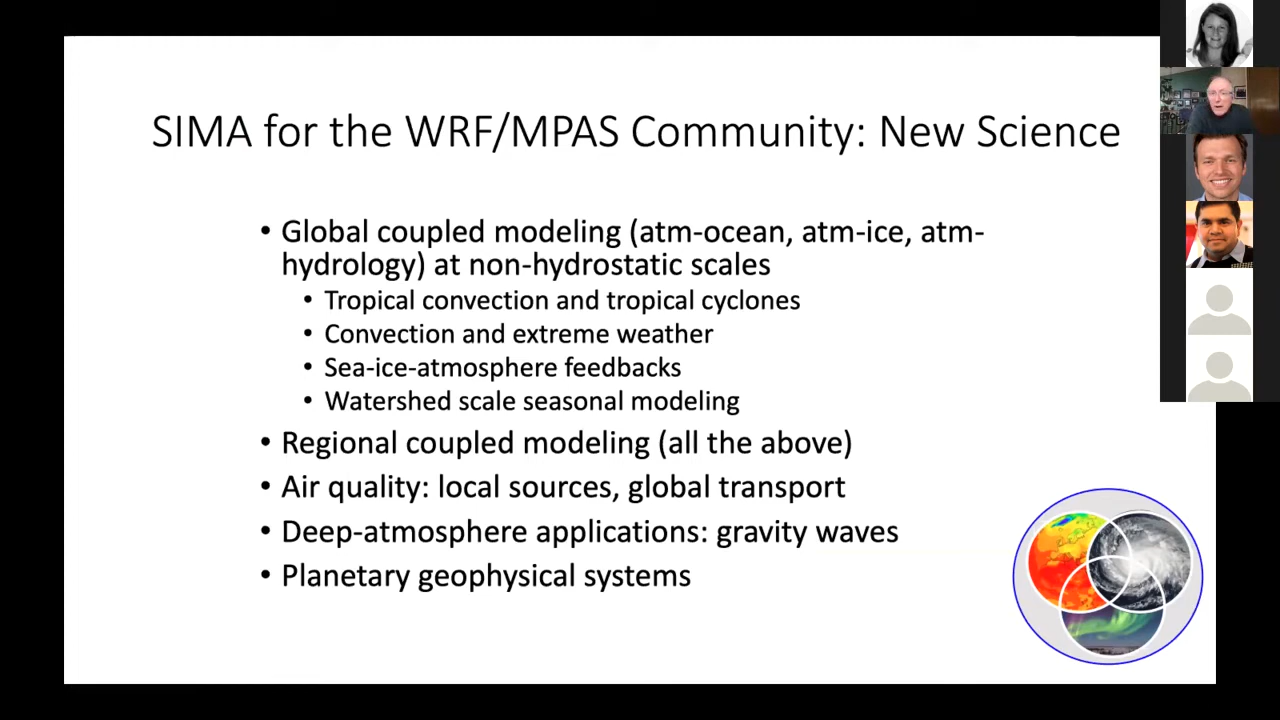 SIMA for the WRF/MPAS Community: New Science
• Global coupled modeling (atm-ocean, atm-ice, atm-
hydrology) at non-hydrostatic scales
• Tropical convection and tropical cyclones
• Convection and extreme weather
• Sea-ice-atmosphere feedbacks
• Watershed scale seasonal modeling
• Regional coupled modeling (all the above)
• Air quality: local sources, global transport
• Deep-atmosphere applications: gravity waves
• Planetary geophysical systems